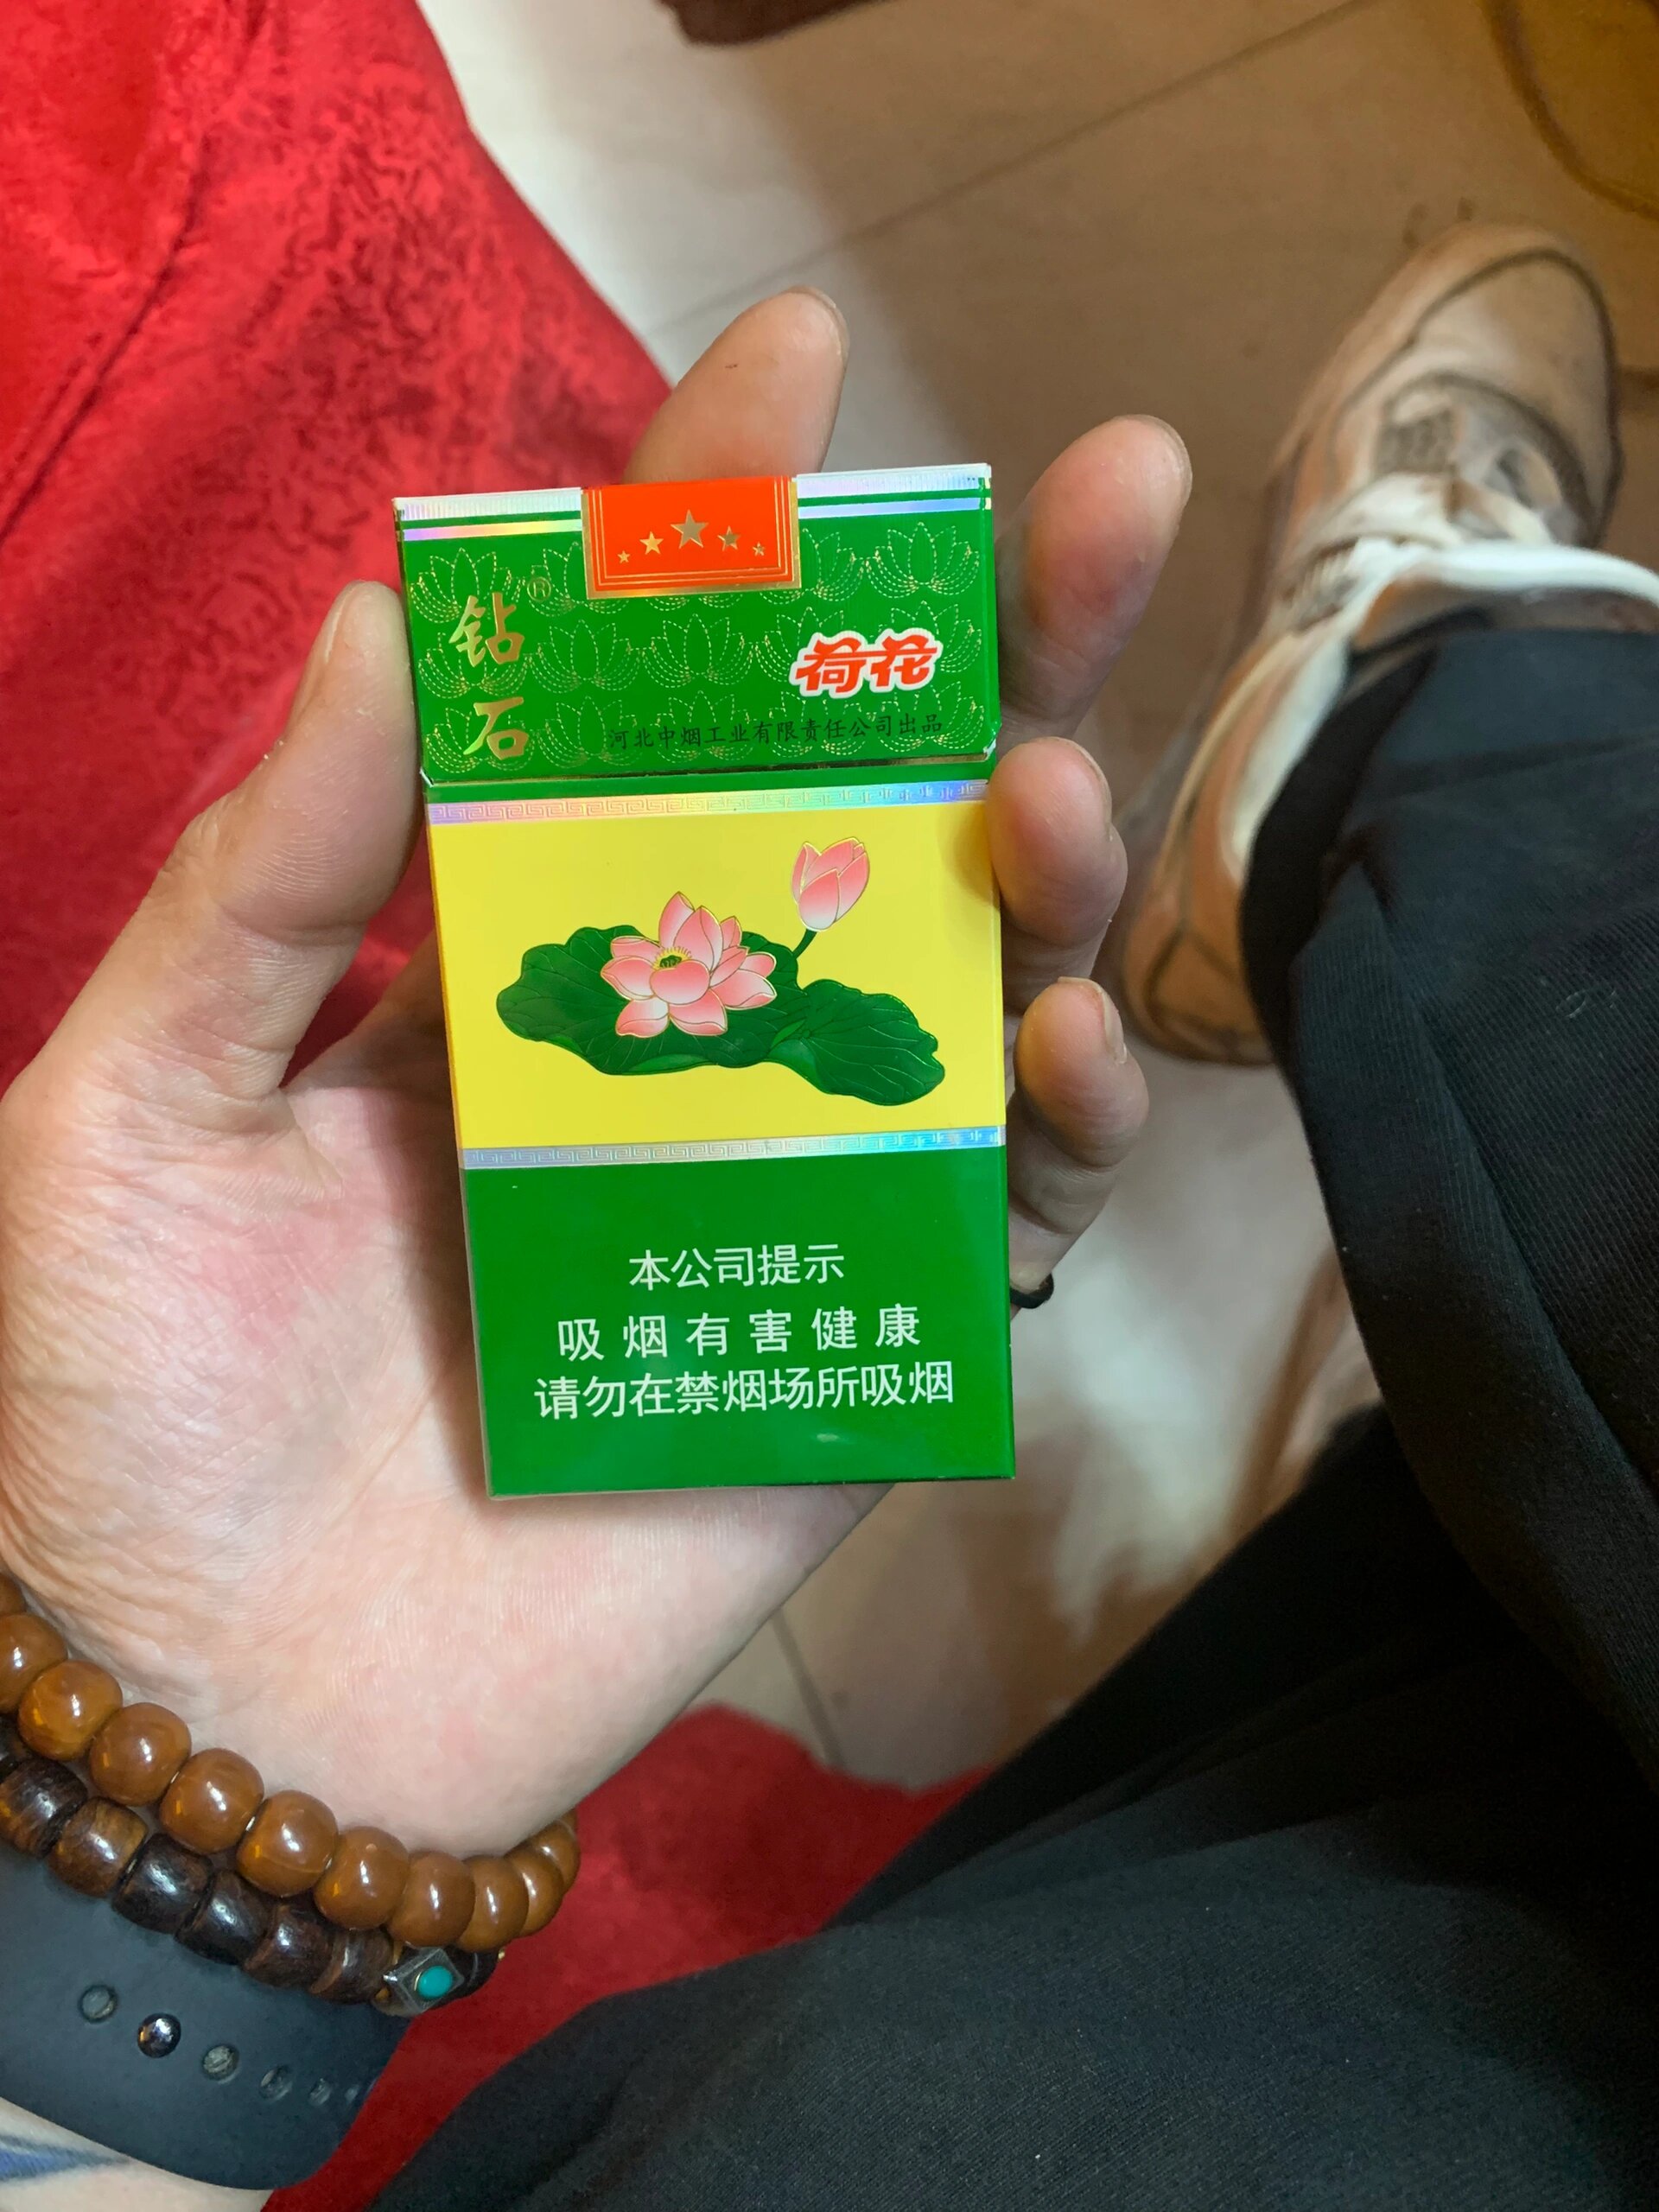 钻石®
荷花
河北中烟工业有限责任公司出品
本公司提示
吸烟有害健康
请勿在禁烟场所吸烟